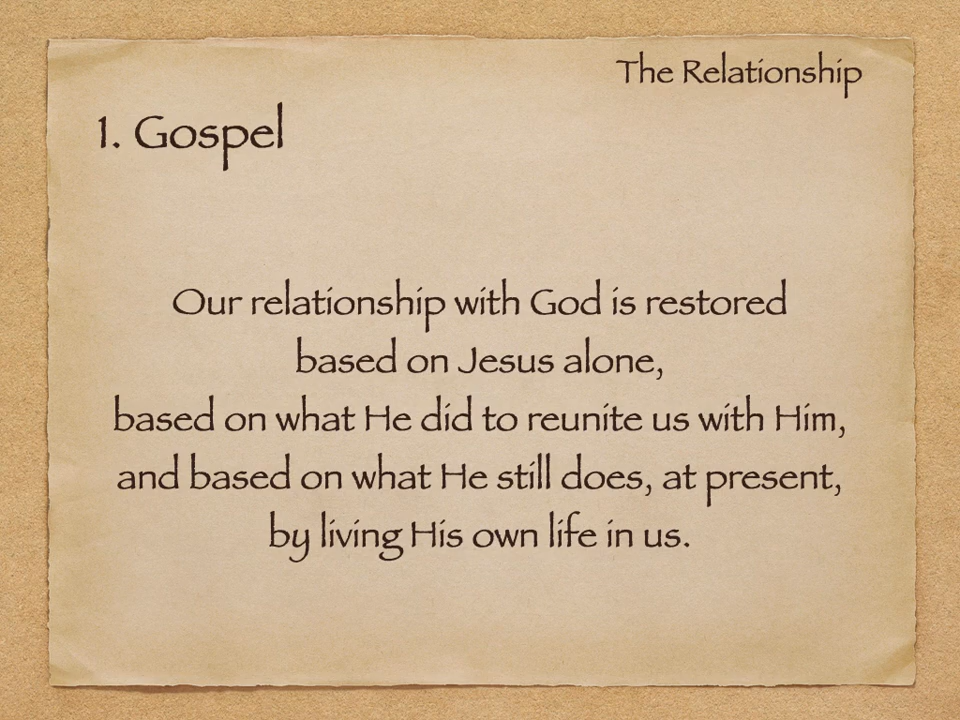 The Relationship
1. Gospel
Our relationship with God is restored
based on Jesus alone,
based on what He did to reunite us with Him,
and based on what He still does, at present,
by living His own life in us.